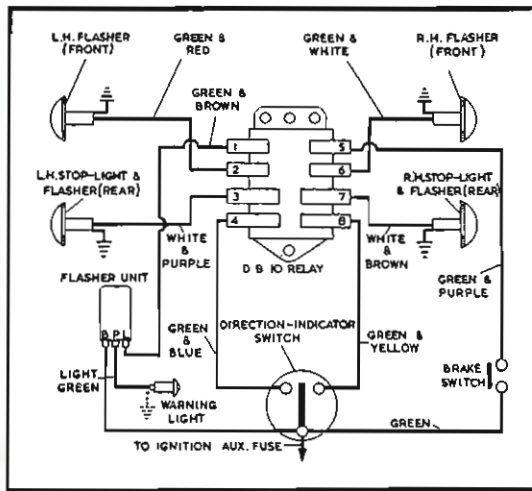 L.H. FLASHER
(FRONT)
GREEN &
RED
GREEN &
WHITE
R.H. FLASHER
(FRONT)
GREEN &
BROWN
1
2
3
4
5
6
7
8
L.H. STOP-LIGHT
& FLASHER (REAR)
R.H. STOP-LIGHT
& FLASHER (REAR)
WHITE
&
PURPLE
D B 10 RELAY
WHITE
&
BROWN
FLASHER UNIT
B P L
GREEN
&
PURPLE
GREEN
&
BLUE
DIRECTION-INDICATOR
SWITCH
GREEN &
YELLOW
LIGHT
GREEN
WARNING
LIGHT
BRAKE
SWITCH
GREEN
TO IGNITION AUX. FUSE